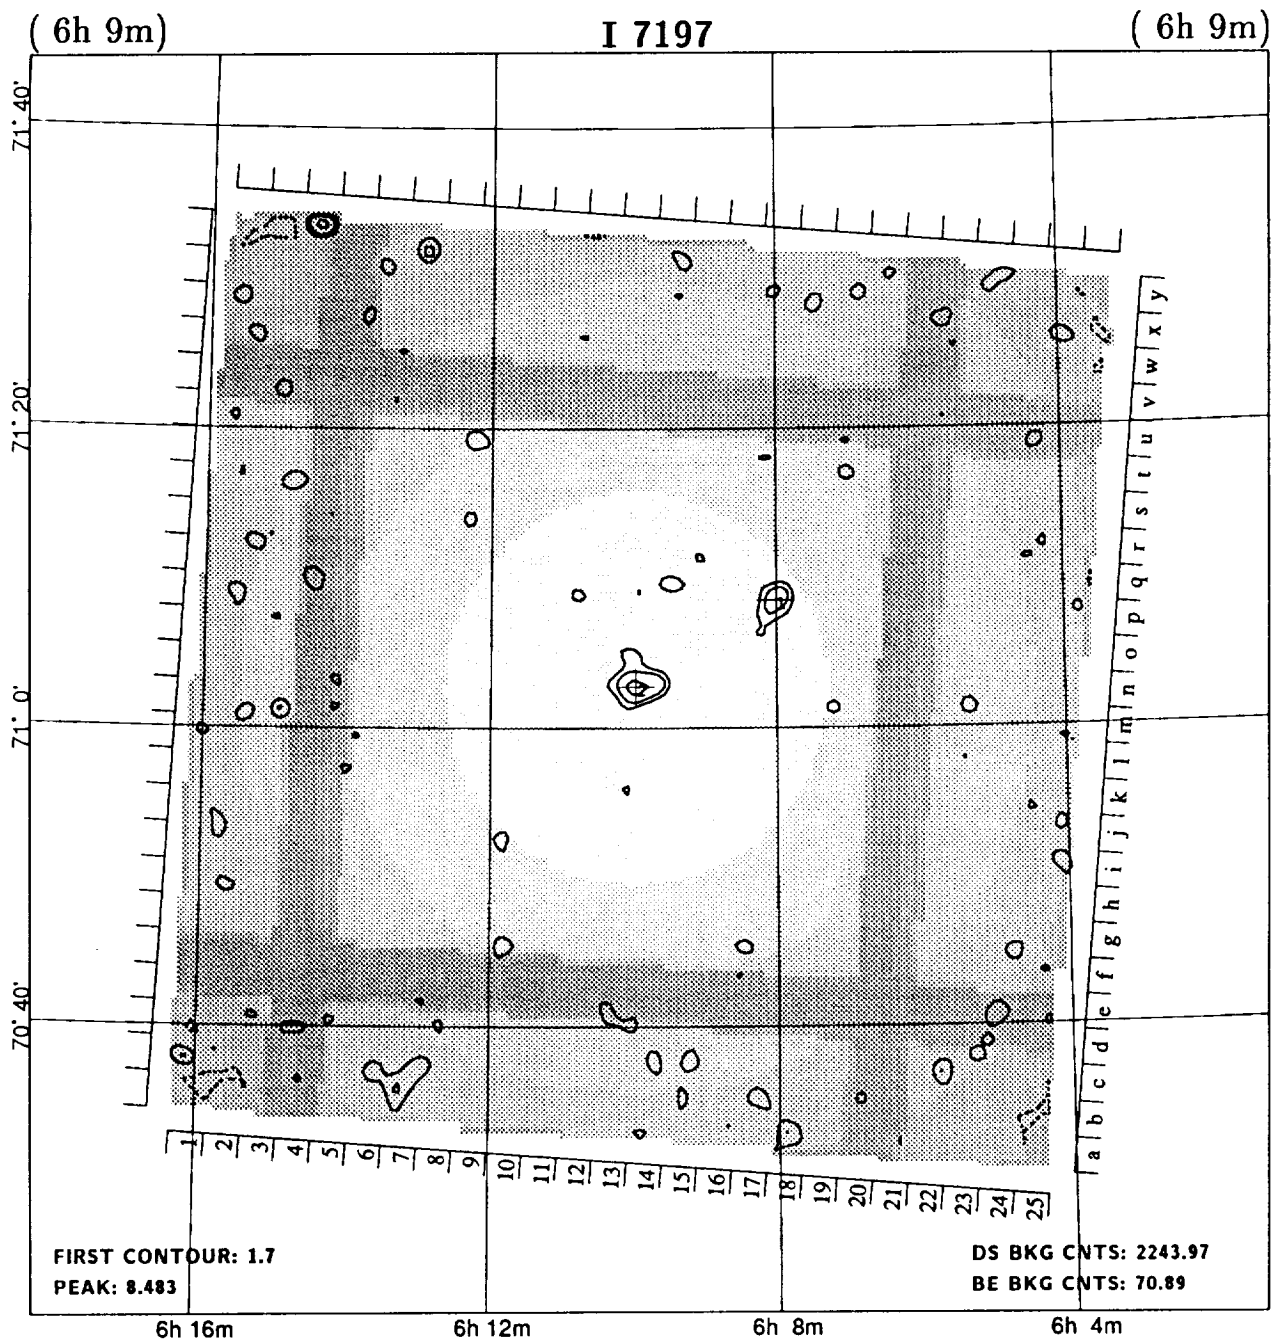 ( 6h 9m) I 7197 ( 6h 9m)
71° 40'
71° 20'
71° 0'
70° 40'
y
x
w
v
u
t
s
r
q
p
o
n
m
l
k
j
i
h
g
f
e
d
c
b
a
1 2 3 4 5 6 7 8 9 10 11 12 13 14 15 16 17 18 19 20 21 22 23 24 25
FIRST CONTOUR: 1.7 DS BKG CNTS: 2243.97
PEAK: 8.483 BE BKG CNTS: 70.89
6h 16m 6h 12m 6h 8m 6h 4m